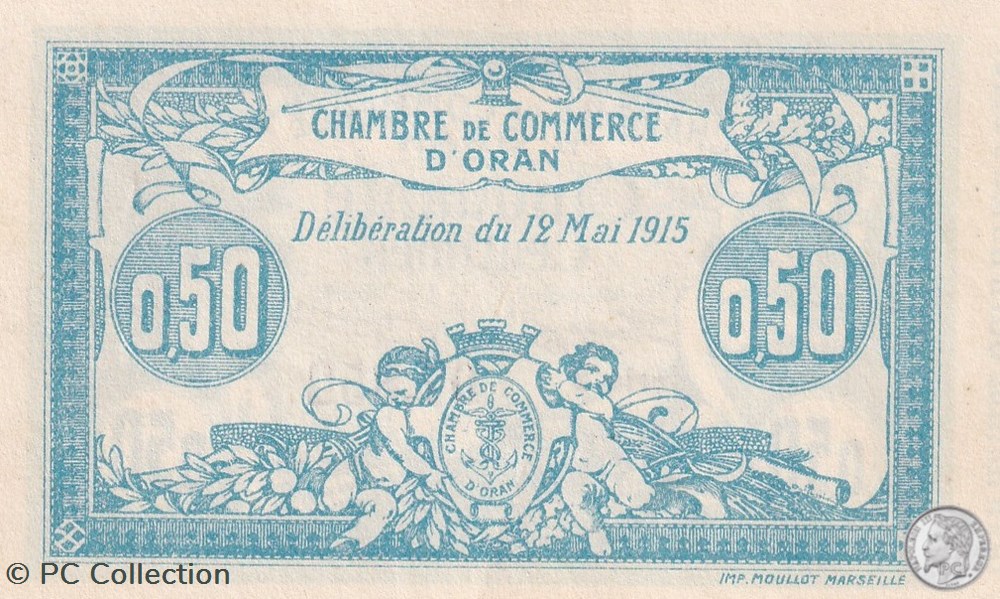 CHAMBRE DE COMMERCE
D'ORAN
Délibération du 12 Mai 1915
0,50
0,50
CHAMBRE DE COMMERCE
D'ORAN
IMP. MOULLOT MARSEILLE
© PC Collection
PC